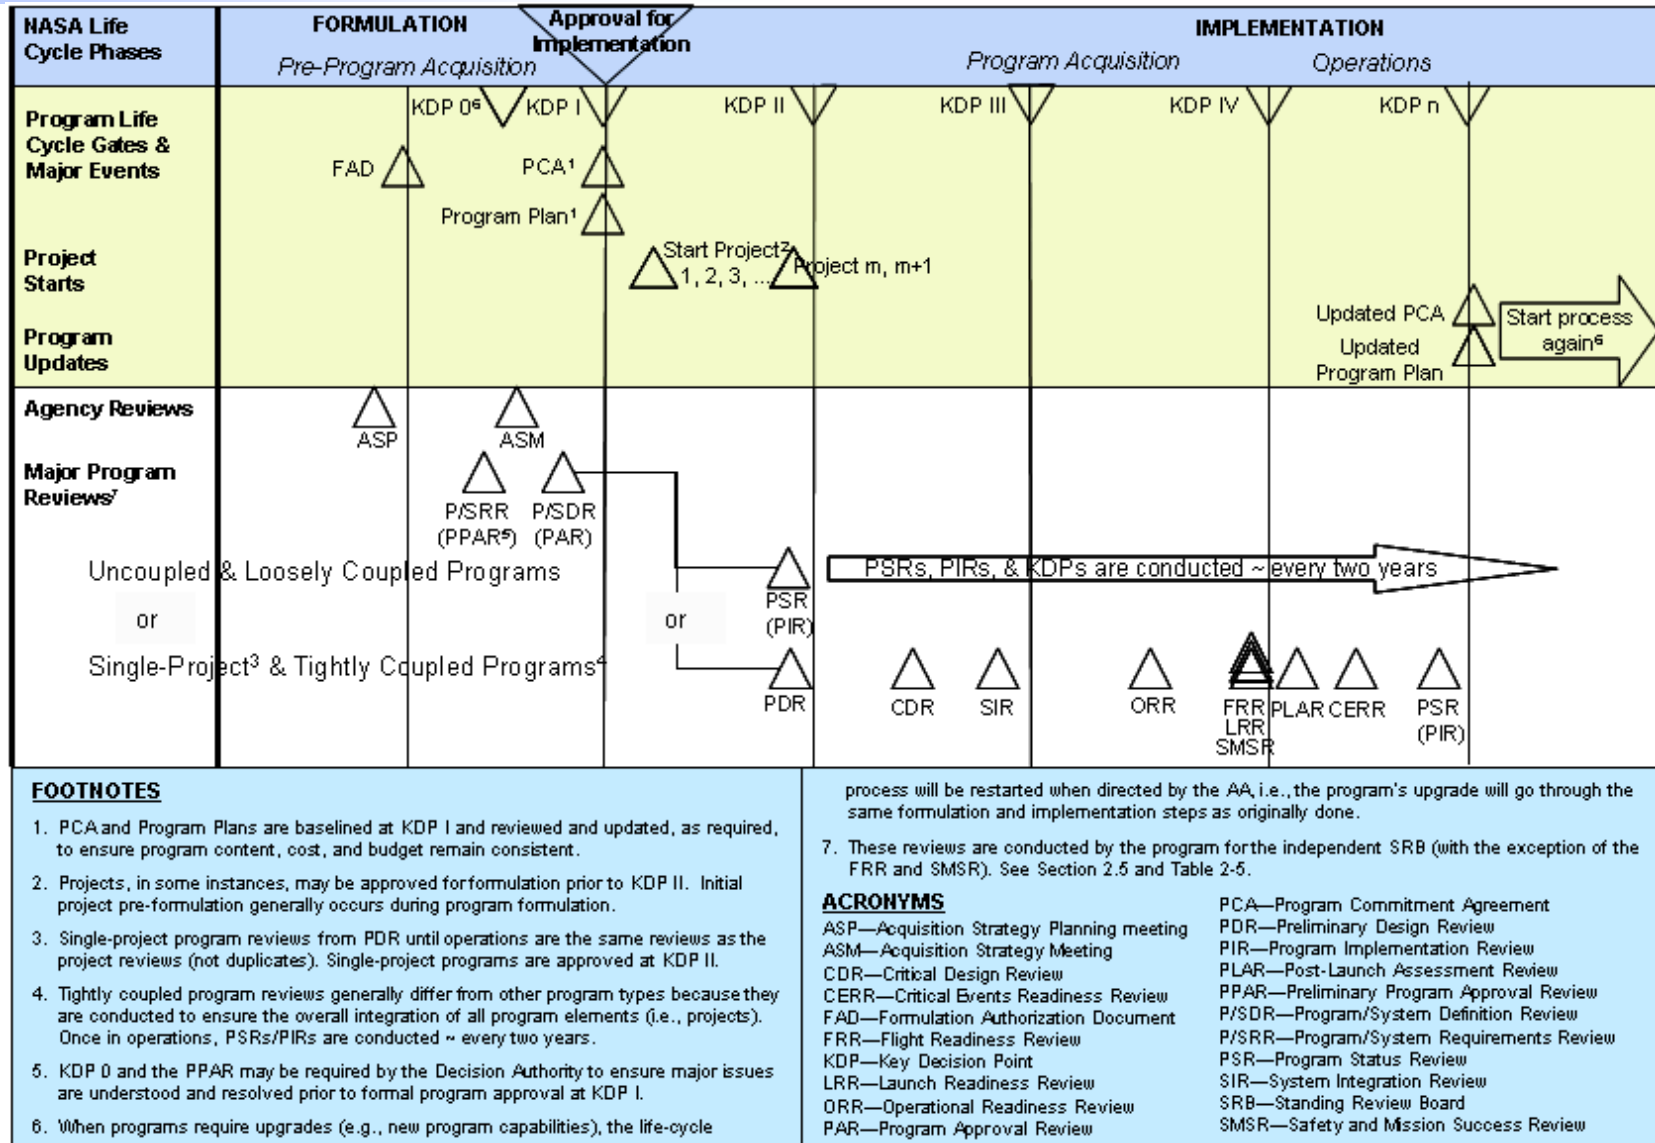 NASA Life
Cycle Phases
FORMULATION
Pre-Program Acquisition
Approval for
Implementation
IMPLEMENTATION
Program Acquisition
Operations
Program Life
Cycle Gates &
Major Events
KDP 0⁶
KDP I
KDP II
KDP III
KDP IV
KDP n
FAD
PCA¹
Program Plan¹
Project
Starts
Start Project²
1, 2, 3, ...
Project m, m+1
Program
Updates
Updated PCA
Updated
Program Plan
Start process
again⁶
Agency Reviews
ASP
ASM
Major Program
Reviews⁷
P/SRR
(PPAR⁵)
P/SDR
(PAR)
Uncoupled & Loosely Coupled Programs
or
Single-Project³ & Tightly Coupled Programs⁴
or
PSR
(PIR)
PSRs, PIRs, & KDPs are conducted ~ every two years
PDR
CDR
SIR
ORR
FRR
LRR
SMSR
PLAR
CERR
PSR
(PIR)
FOOTNOTES
1. PCA and Program Plans are baselined at KDP I and reviewed and updated, as required,
to ensure program content, cost, and budget remain consistent.
2. Projects, in some instances, may be approved for formulation prior to KDP II. Initial
project pre-formulation generally occurs during program formulation.
3. Single-project program reviews from PDR until operations are the same reviews as the
project reviews (not duplicates). Single-project programs are approved at KDP II.
4. Tightly coupled program reviews generally differ from other program types because they
are conducted to ensure the overall integration of all program elements (i.e., projects).
Once in operations, PSRs/PIRs are conducted ~ every two years.
5. KDP 0 and the PPAR may be required by the Decision Authority to ensure major issues
are understood and resolved prior to formal program approval at KDP I.
6. When programs require upgrades (e.g., new program capabilities), the life-cycle
process will be restarted when directed by the AA, i.e., the program's upgrade will go through the
same formulation and implementation steps as originally done.
7. These reviews are conducted by the program for the independent SRB (with the exception of the
FRR and SMSR). See Section 2.5 and Table 2-5.
ACRONYMS
ASP—Acquisition Strategy Planning meeting
ASM—Acquisition Strategy Meeting
CDR—Critical Design Review
CERR—Critical Events Readiness Review
FAD—Formulation Authorization Document
FRR—Flight Readiness Review
KDP—Key Decision Point
LRR—Launch Readiness Review
ORR—Operational Readiness Review
PAR—Program Approval Review
PCA—Program Commitment Agreement
PDR—Preliminary Design Review
PIR—Program Implementation Review
PLAR—Post-Launch Assessment Review
PPAR—Preliminary Program Approval Review
P/SDR—Program/System Definition Review
P/SRR—Program/System Requirements Review
PSR—Program Status Review
SIR—System Integration Review
SRB—Standing Review Board
SMSR—Safety and Mission Success Review